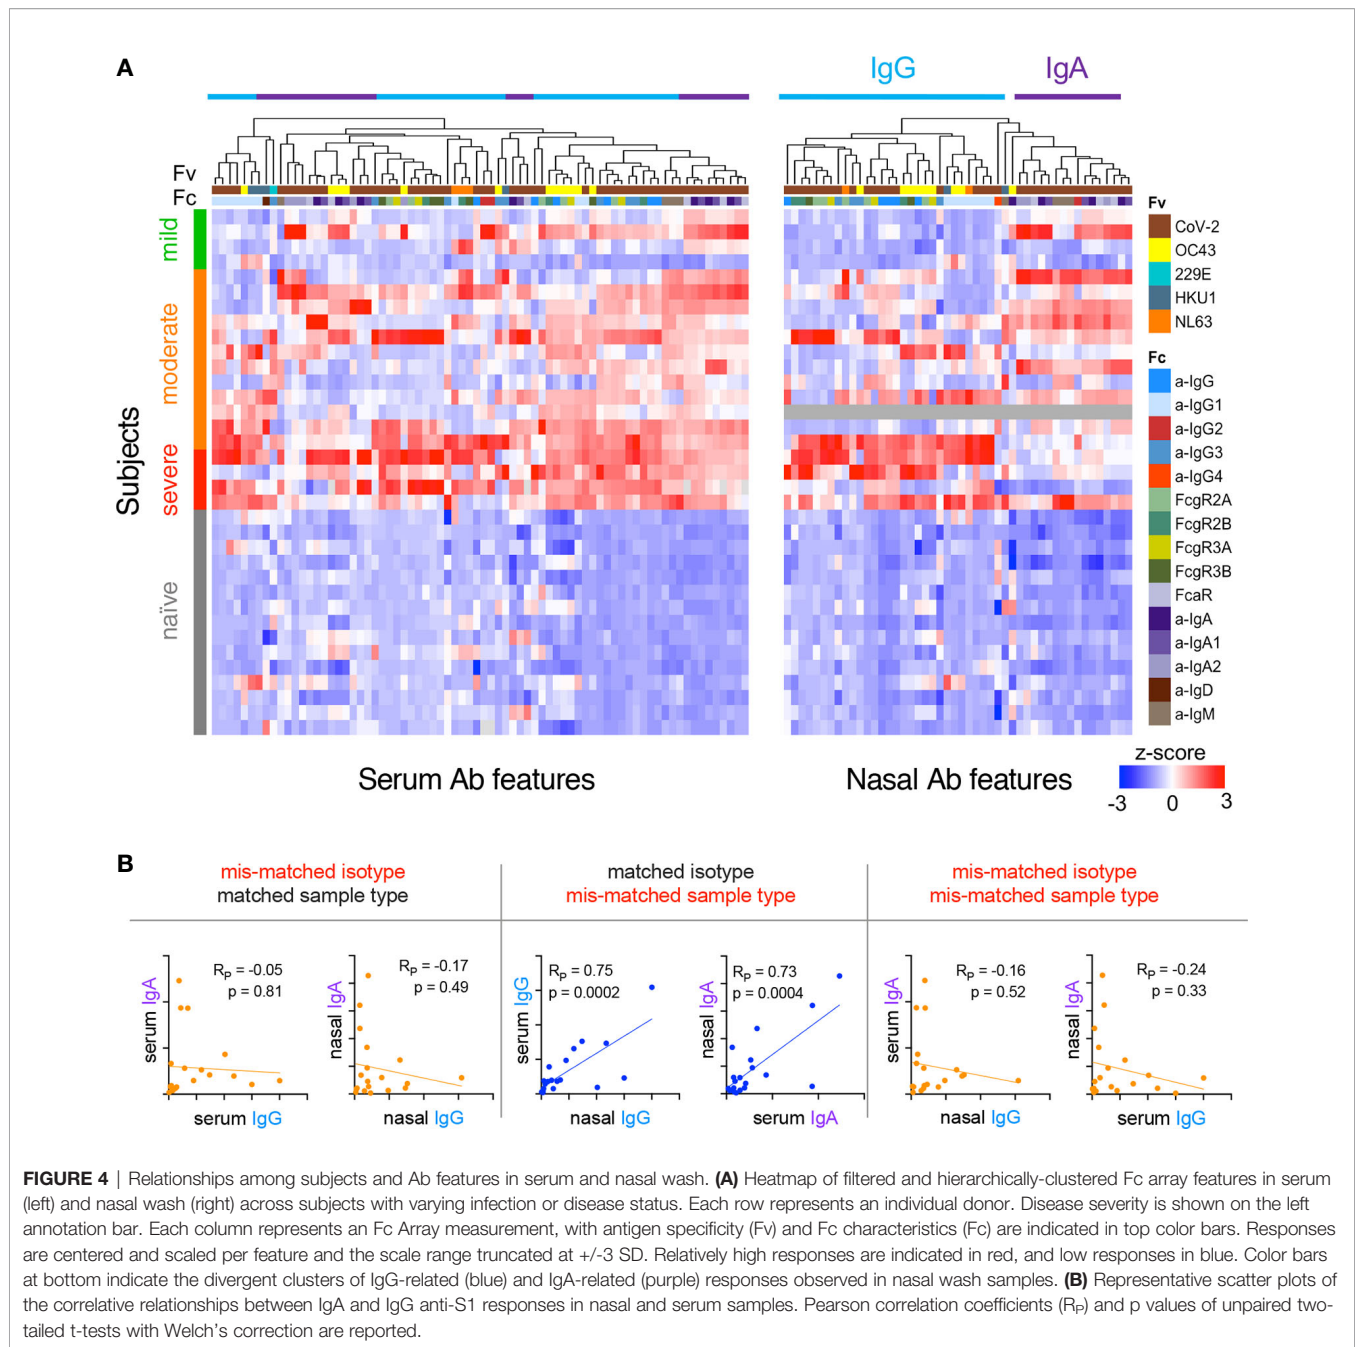 A
IgG
IgA
Fv
Fc
mild
moderate
severe
naïve
Subjects
Serum Ab features
Nasal Ab features
Fv
CoV-2
OC43
229E
HKU1
NL63
Fc
a-IgG
a-IgG1
a-IgG2
a-IgG3
a-IgG4
FcgR2A
FcgR2B
FcgR3A
FcgR3B
FcaR
a-IgA
a-IgA1
a-IgA2
a-IgD
a-IgM
z-score
-3 0 3
B
mis-matched isotype
matched sample type
matched isotype
mis-matched sample type
mis-matched isotype
mis-matched sample type
serum IgA
RP = -0.05
p = 0.81
serum IgG
nasal IgA
RP = -0.17
p = 0.49
nasal IgG
serum IgG
RP = 0.75
p = 0.0002
nasal IgG
nasal IgA
RP = 0.73
p = 0.0004
serum IgA
serum IgA
RP = -0.16
p = 0.52
nasal IgG
nasal IgA
RP = -0.24
p = 0.33
serum IgG
FIGURE 4 | Relationships among subjects and Ab features in serum and nasal wash. (A) Heatmap of filtered and hierarchically-clustered Fc array features in serum
(left) and nasal wash (right) across subjects with varying infection or disease status. Each row represents an individual donor. Disease severity is shown on the left
annotation bar. Each column represents an Fc Array measurement, with antigen specificity (Fv) and Fc characteristics (Fc) are indicated in top color bars. Responses
are centered and scaled per feature and the scale range truncated at +/-3 SD. Relatively high responses are indicated in red, and low responses in blue. Color bars
at bottom indicate the divergent clusters of IgG-related (blue) and IgA-related (purple) responses observed in nasal wash samples. (B) Representative scatter plots of
the correlative relationships between IgA and IgG anti-S1 responses in nasal and serum samples. Pearson correlation coefficients (RP) and p values of unpaired two-
tailed t-tests with Welch's correction are reported.